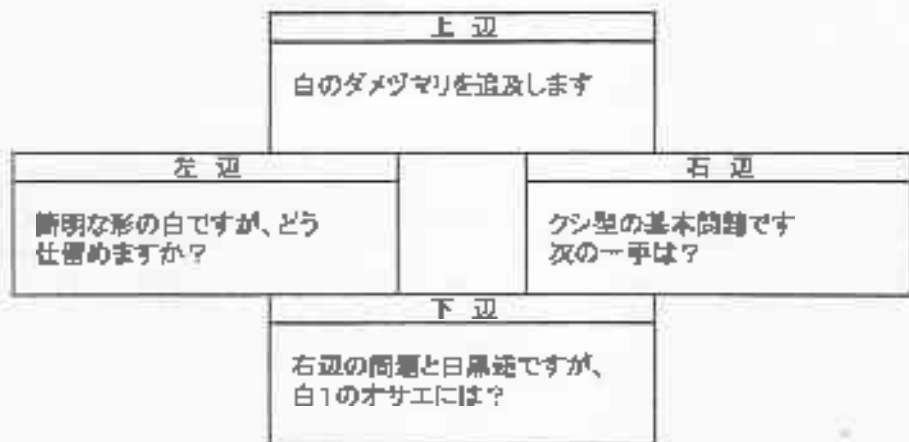 上辺
白のダメヅマリを追及します
左辺
簡明な形の白ですが、どう
仕留めますか？
右辺
クシ型の基本問題です
次の一手は？
下辺
右辺の問題と白黒逆ですが、
白1のオサエには？